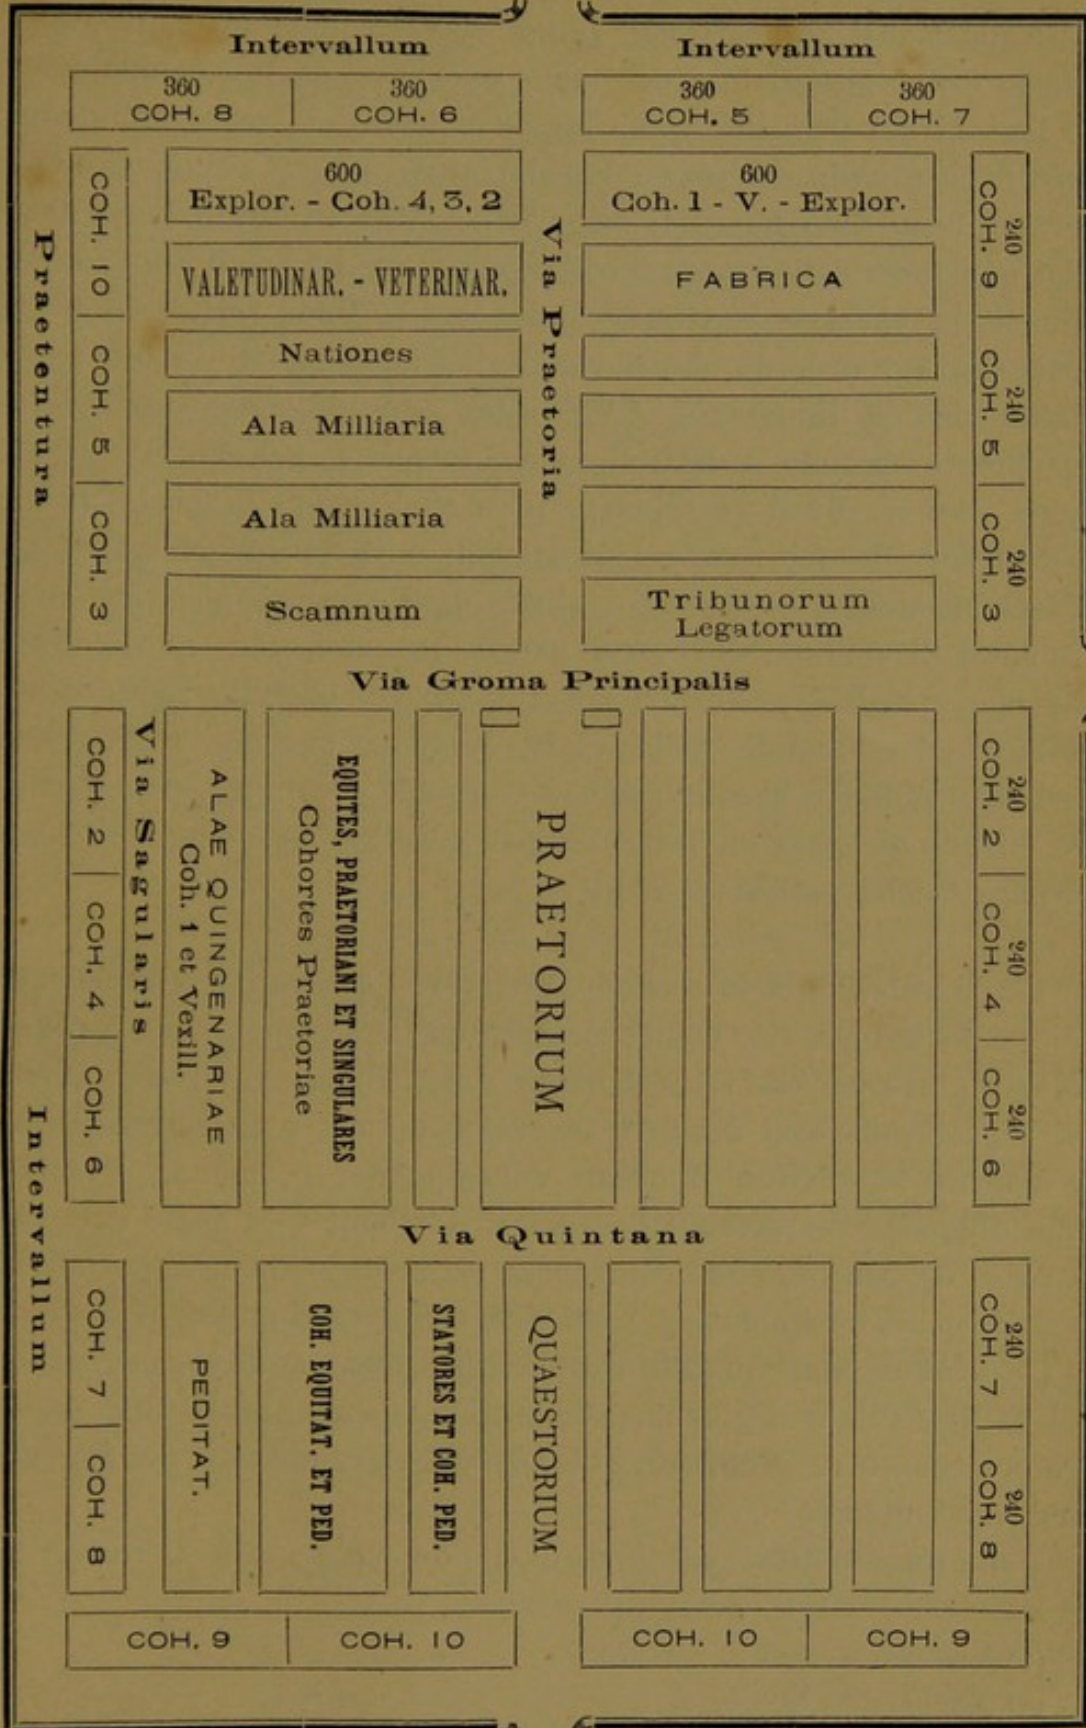 Intervallum
Intervallum
360
COH. 8
360
COH. 6
360
COH. 5
360
COH. 7
Praetentura
COH. 10
COH. 5
COH. 3
600
Explor. - Coh. 4, 3, 2
VALETUDINAR. - VETERINAR.
Nationes
Ala Milliaria
Ala Milliaria
Scamnum
Via Praetoria
600
Coh. 1 - V. - Explor.
FABRICA
Tribunorum
Legatorum
240
COH. 9
240
COH. 5
240
COH. 3
Via Groma Principalis
COH. 2
COH. 4
COH. 6
Via Sagularis
ALAE QUINGENARIAE
Coh. 1 et Vexill.
EQUITES, PRAETORIANI ET SINGULARES
Cohortes Praetoriae
PRAETORIUM
240
COH. 2
240
COH. 4
240
COH. 6
Intervallum
Via Quintana
COH. 7
COH. 8
PEDITAT.
COH. EQUITAT. ET PED.
STATORES ET COH. PED.
QUAESTORIUM
240
COH. 7
240
COH. 8
COH. 9
COH. 10
COH. 10
COH. 9